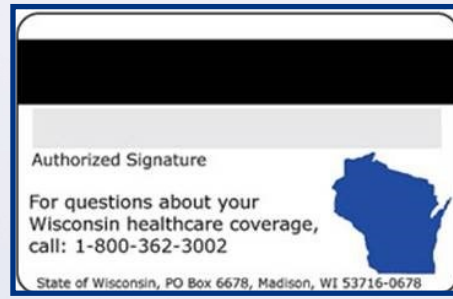 Authorized Signature
For questions about your
Wisconsin healthcare coverage,
call: 1-800-362-3002
State of Wisconsin, PO Box 6678, Madison, WI 53716-0678